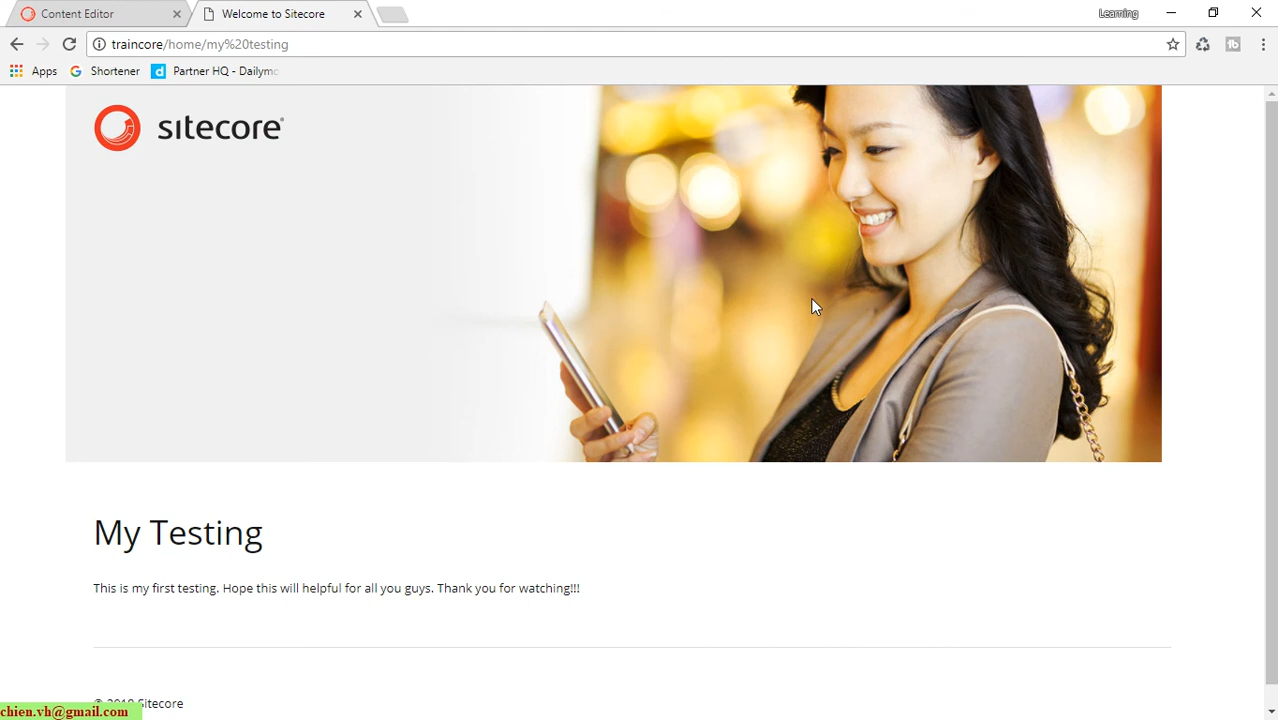 Content Editor
Welcome to Sitecore
Learning
traincore/home/my%20testing
Apps
Shortener
Partner HQ - Dailymo
sitecore
My Testing
This is my first testing. Hope this will helpful for all you guys. Thank you for watching!!!
© 2018 Sitecore
chien.vh@gmail.com